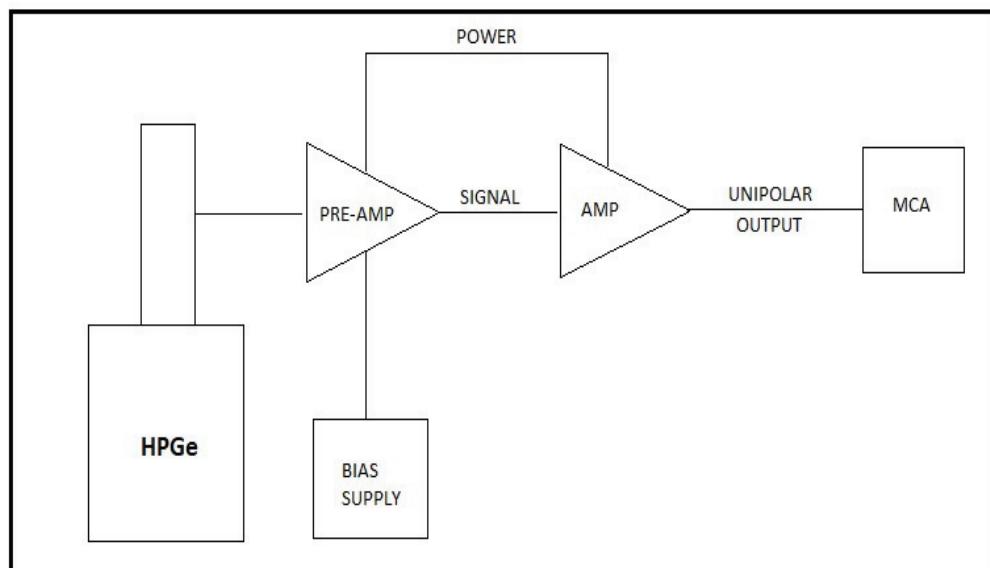 POWER
PRE-AMP
SIGNAL
AMP
UNIPOLAR
OUTPUT
MCA
HPGe
BIAS
SUPPLY